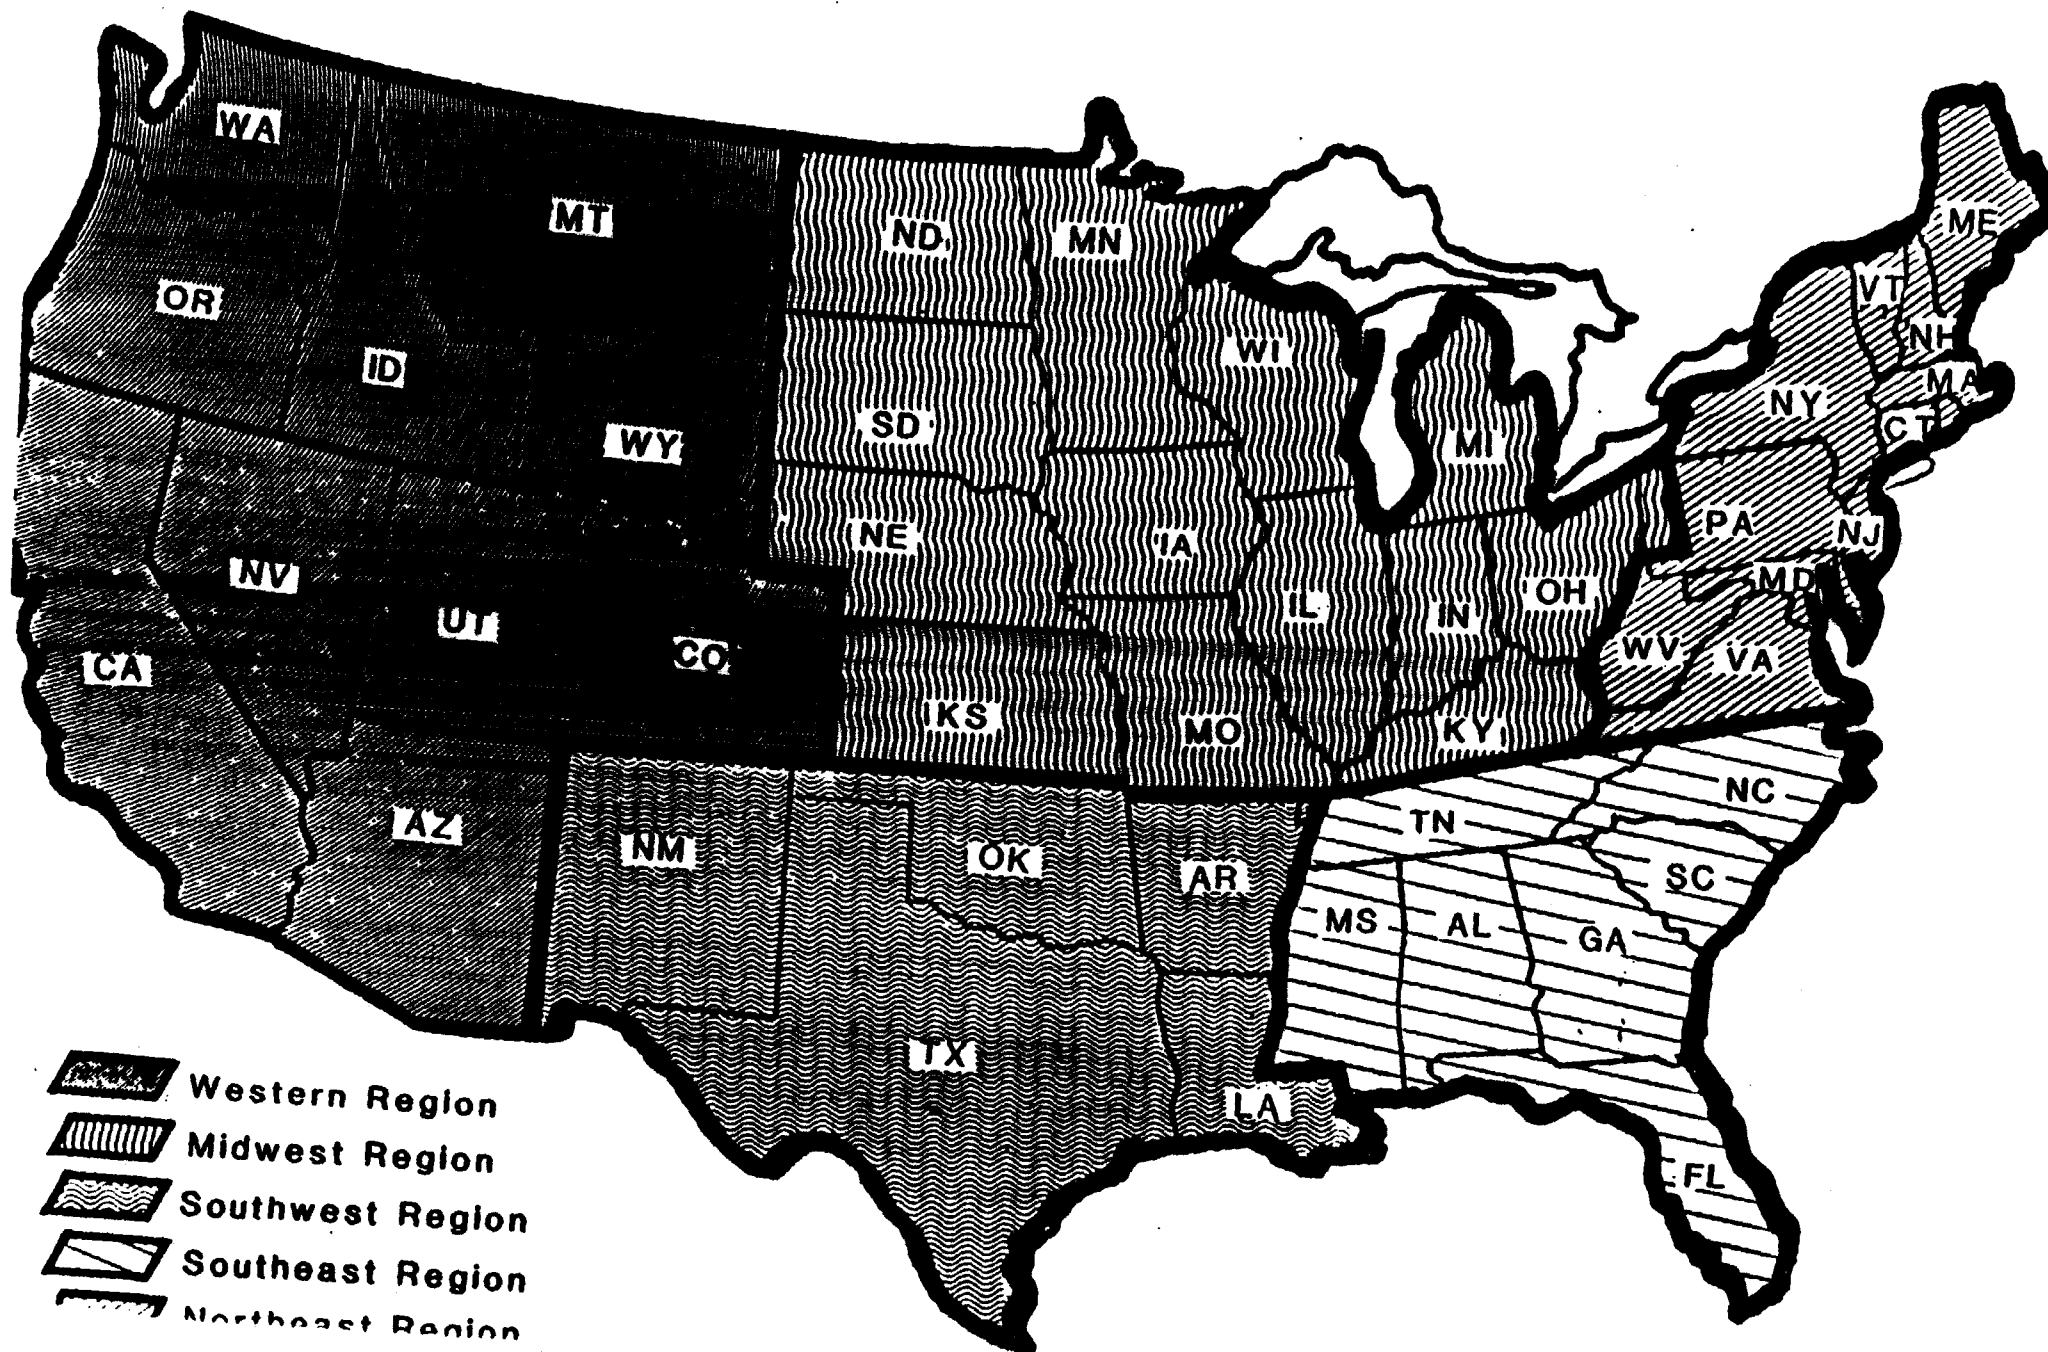 WA
MT
ND
MN
ME
OR
VT
ID
WI
NH
MA
NY
SD
WY
MI
CT
NE
IA
PA
NJ
NV
UT
IL
IN
OH
MD
CA
CO
WV
VA
KS
MO
KY
AZ
NM
OK
AR
TN
NC
SC
MS
AL
GA
TX
LA
FL
Western Region
Midwest Region
Southwest Region
Southeast Region
Northeast Region